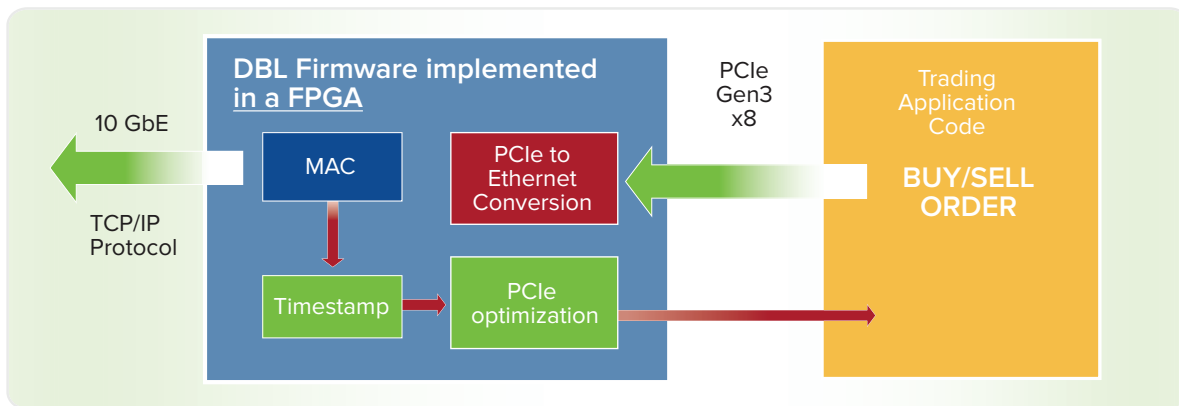 DBL Firmware implemented
in a FPGA
10 GbE
TCP/IP
Protocol
MAC
PCIe to
Ethernet
Conversion
Timestamp
PCIe
optimization
PCIe
Gen3
x8
Trading
Application
Code
BUY/SELL
ORDER